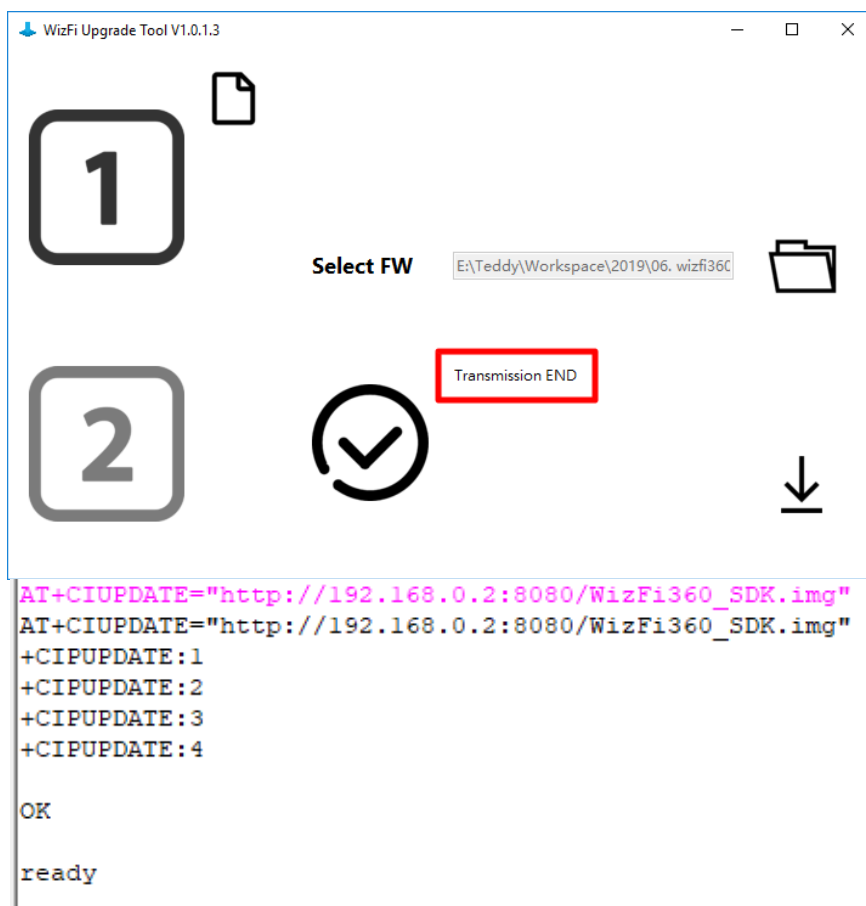 WizFi Upgrade Tool V1.0.1.3
1
Select FW
E:\Teddy\Workspace\2019\06. wizfi360
Transmission END
2
AT+CIUPDATE="http://192.168.0.2:8080/WizFi360_SDK.img"
AT+CIUPDATE="http://192.168.0.2:8080/WizFi360_SDK.img"
+CIPUPDATE:1
+CIPUPDATE:2
+CIPUPDATE:3
+CIPUPDATE:4
OK
ready